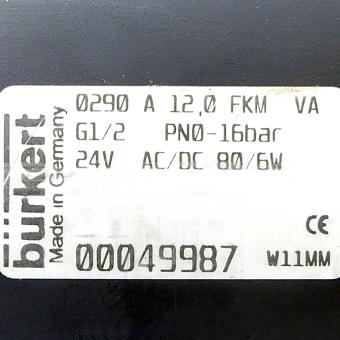 0290 A 12,0 FKM VA
G1/2 PN0-16bar
24V AC/DC 80/6W
CE
00049987 W11MM
bürkert
Made in Germany